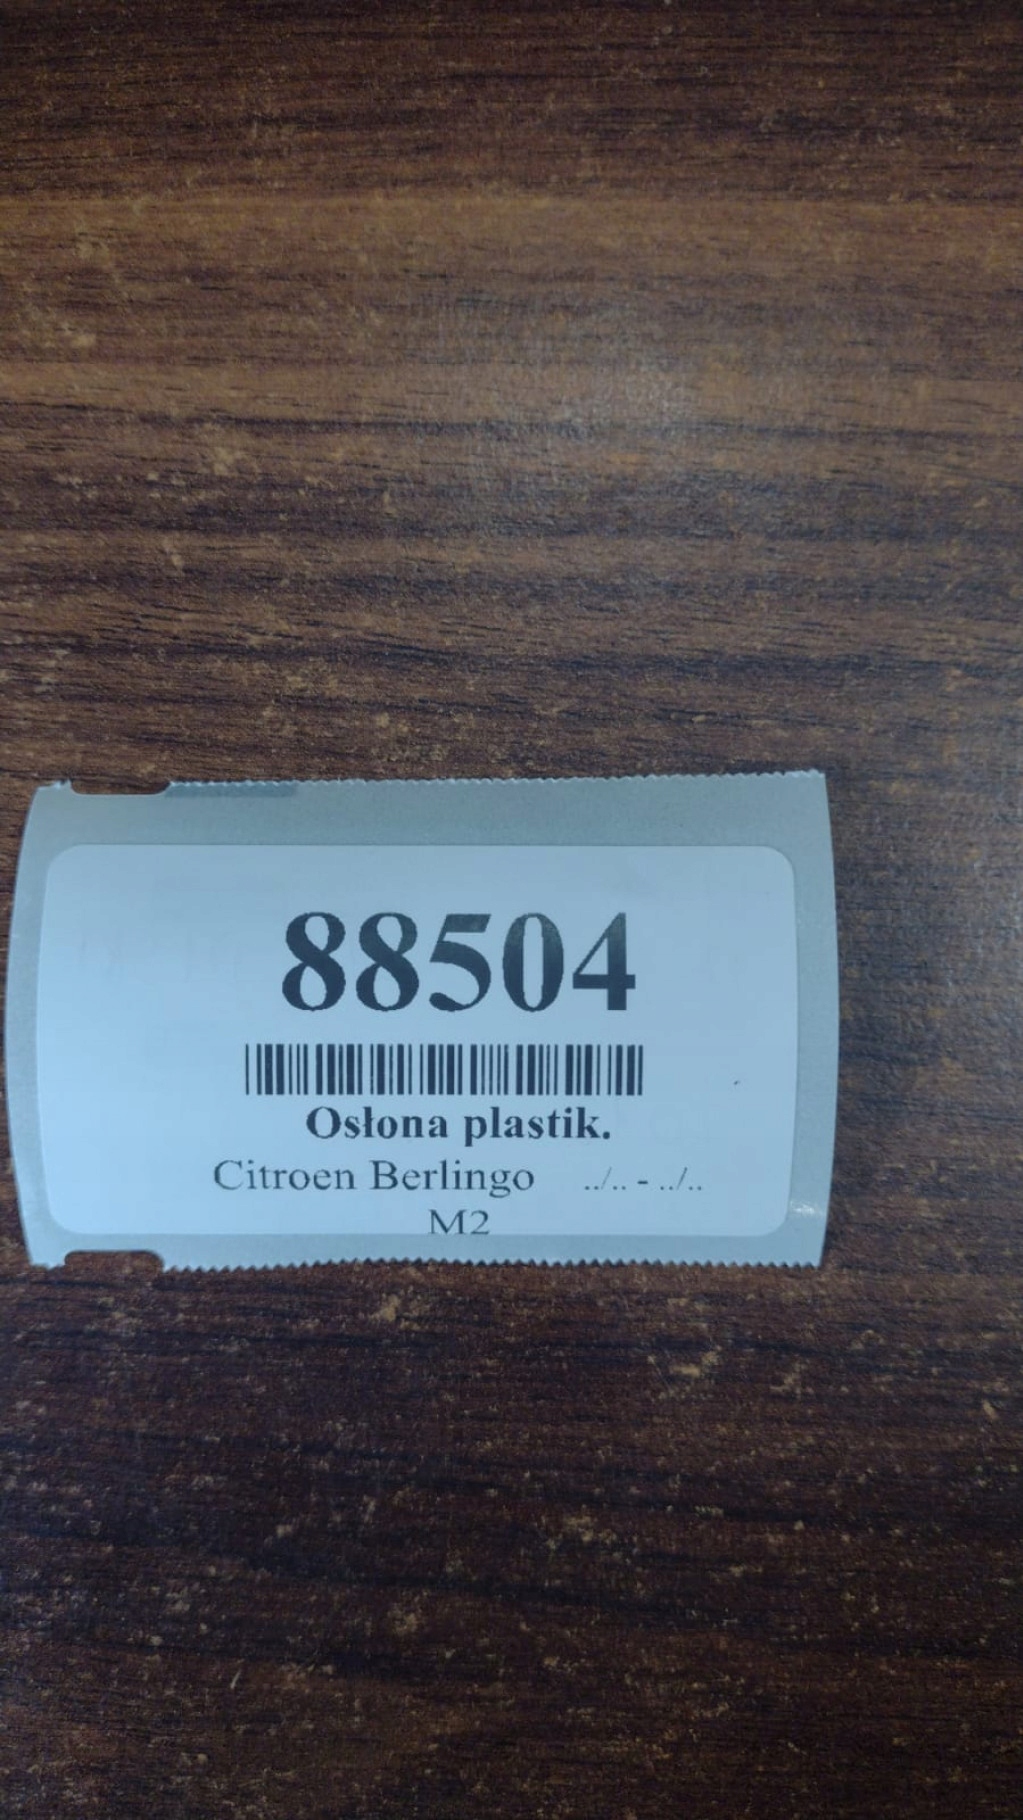 88504
Osłona plastik.
Citroen Berlingo ../.. - ../..
M2